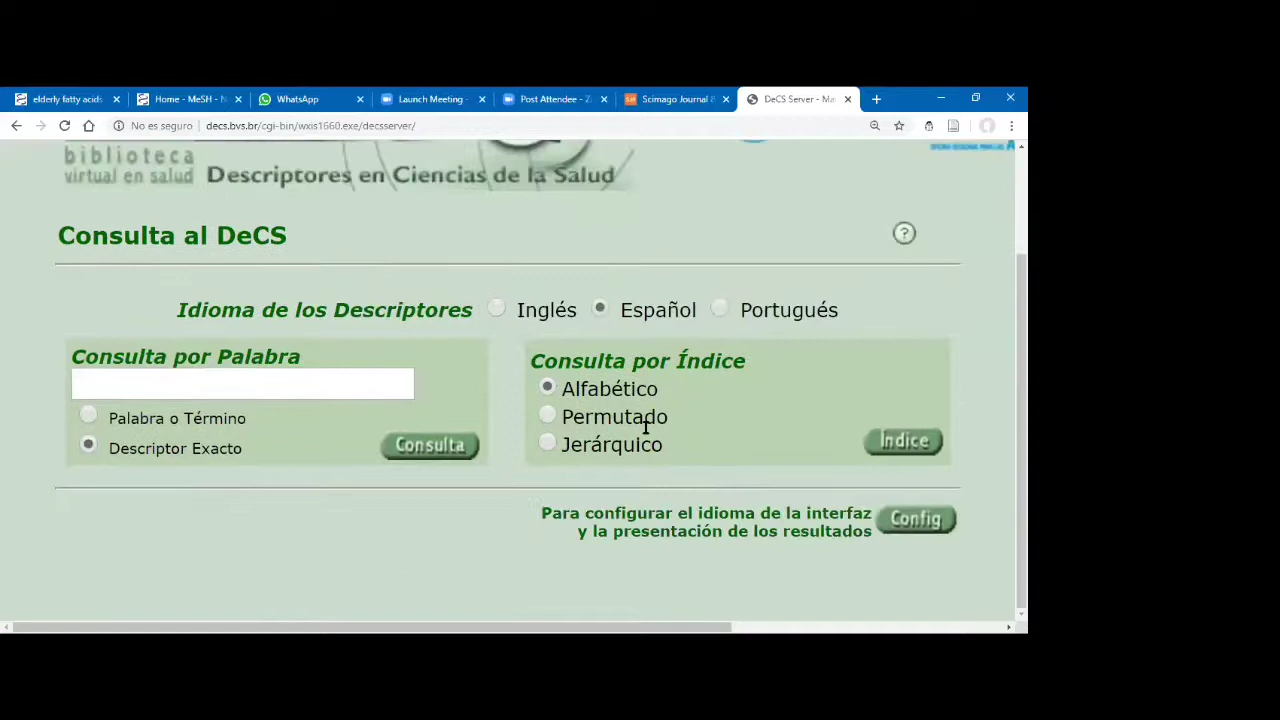 elderly fatty acids
Home - MeSH - N
WhatsApp
Launch Meeting -
Post Attendee - Z
Scimago Journal &
DeCS Server - Ma
No es seguro
decs.bvs.br/cgi-bin/wxis1660.exe/decsserver/
biblioteca
virtual en salud
Descriptores en Ciencias de la Salud
Consulta al DeCS
?
Idioma de los Descriptores
Inglés
Español
Portugués
Consulta por Palabra
Palabra o Término
Descriptor Exacto
Consulta
Consulta por Índice
Alfabético
Permutado
Jerárquico
Índice
Para configurar el idioma de la interfaz
y la presentación de los resultados
Config